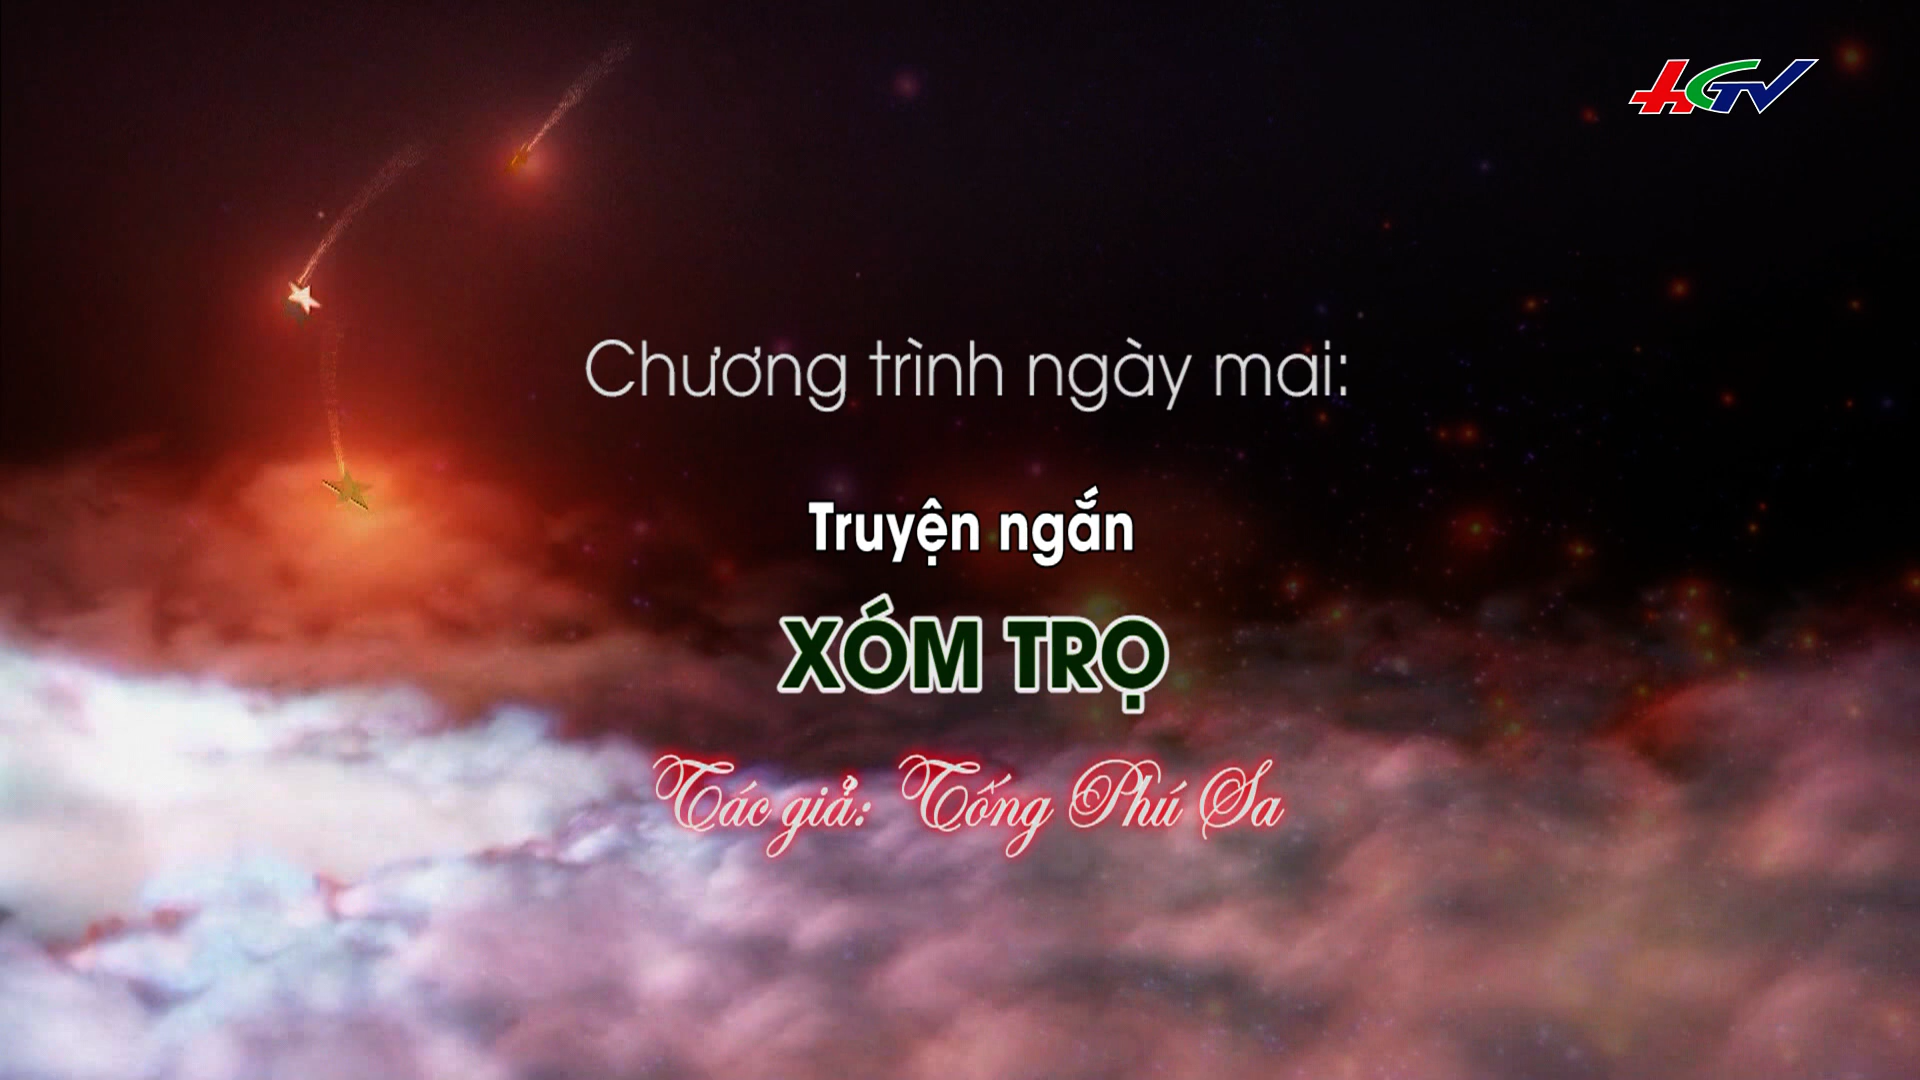 HGTV
Chương trình ngày mai:
Truyện ngắn
XÓM TRỌ
Tác giả: Tống Phú Sa